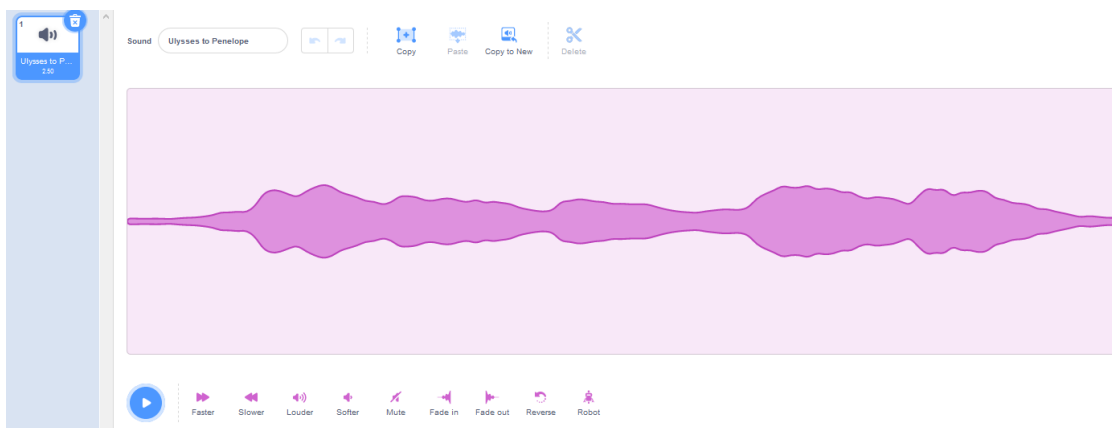 1
Ulysses to P...
2.50
Sound Ulysses to Penelope
Copy Paste Copy to New Delete
Faster Slower Louder Softer Mute Fade in Fade out Reverse Robot